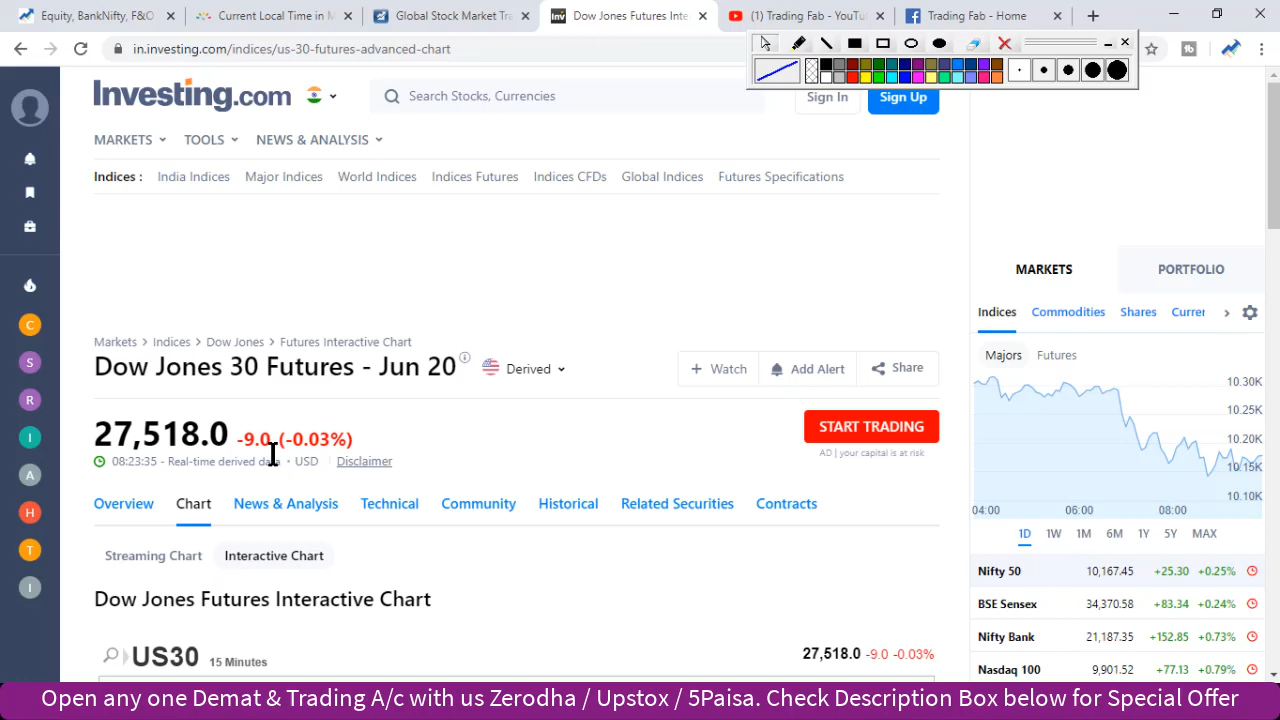 Equity, BankNifty, F&O
Current Local Time in M
Global Stock Market Tra
Dow Jones Futures Inte
(1) Trading Fab - YouTu
Trading Fab - Home
in.investing.com/indices/us-30-futures-advanced-chart
Investing.com
Search Stocks, Currencies
Sign In
Sign Up
MARKETS
TOOLS
NEWS & ANALYSIS
Indices :
India Indices
Major Indices
World Indices
Indices Futures
Indices CFDs
Global Indices
Futures Specifications
Markets > Indices > Dow Jones > Futures Interactive Chart
Dow Jones 30 Futures - Jun 20
Derived
+ Watch
Add Alert
Share
27,518.0 -9.0 (-0.03%)
08:23:35 - Real-time derived data • USD
Disclaimer
START TRADING
AD | your capital is at risk
Overview
Chart
News & Analysis
Technical
Community
Historical
Related Securities
Contracts
Streaming Chart
Interactive Chart
Dow Jones Futures Interactive Chart
US30 15 Minutes
27,518.0 -9.0 -0.03%
C
S
R
I
A
H
T
I
MARKETS
PORTFOLIO
Indices
Commodities
Shares
Currer
Majors
Futures
10.30K
10.25K
10.20K
10.15K
10.10K
04:00
06:00
08:00
1D
1W
1M
6M
1Y
5Y
MAX
Nifty 50 10,167.45 +25.30 +0.25%
BSE Sensex 34,370.58 +83.34 +0.24%
Nifty Bank 21,187.35 +152.85 +0.73%
Nasdaq 100 9,901.52 +77.13 +0.79%
Open any one Demat & Trading A/c with us Zerodha / Upstox / 5Paisa. Check Description Box below for Special Offer